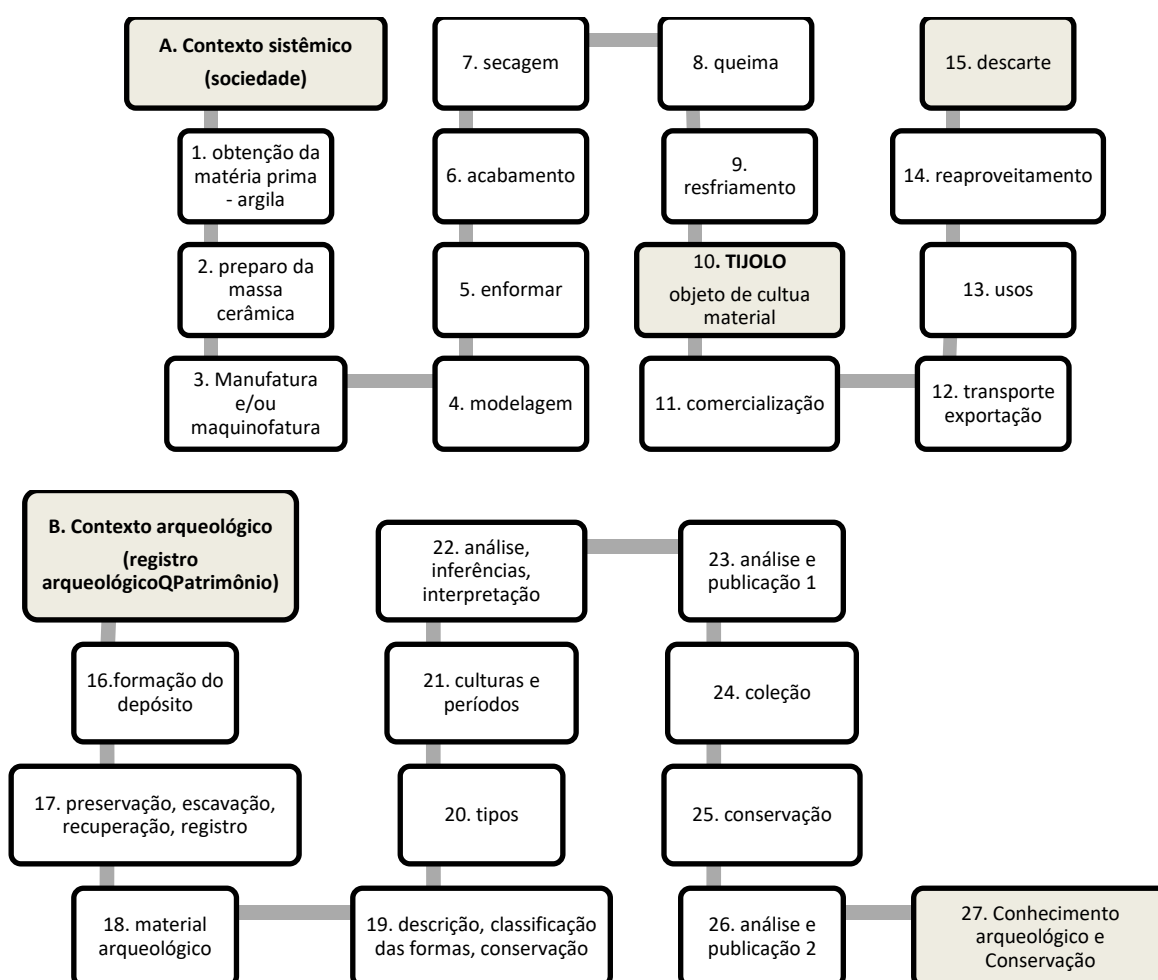 A. Contexto sistêmico
(sociedade)
1. obtenção da
matéria prima
- argila
2. preparo da
massa
cerâmica
3. Manufatura
e/ou
maquinofatura
4. modelagem
5. enformar
6. acabamento
7. secagem
8. queima
9.
resfriamento
10. TIJOLO
objeto de cultua
material
11. comercialização
12. transporte
exportação
13. usos
14. reaproveitamento
15. descarte
B. Contexto arqueológico
(registro
arqueológicoQPatrimônio)
16.formação do
depósito
17. preservação, escavação,
recuperação, registro
18. material
arqueológico
19. descrição, classificação
das formas, conservação
20. tipos
21. culturas e
períodos
22. análise,
inferências,
interpretação
23. análise e
publicação 1
24. coleção
25. conservação
26. análise e
publicação 2
27. Conhecimento
arqueológico e
Conservação